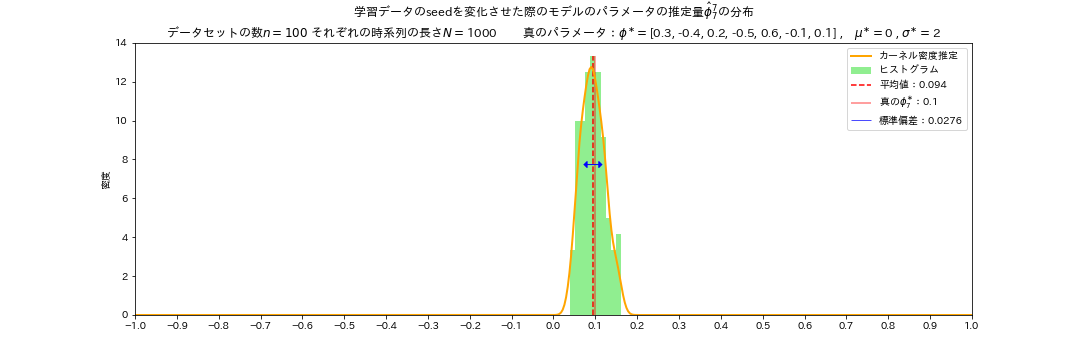 学習データのseedを変化させた際のモデルのパラメータの推定量$\hat{\phi}_7^7$の分布
データセットの数n = 100 それぞれの時系列の長さN = 1000　　真のパラメータ：ϕ* = [0.3, -0.4, 0.2, -0.5, 0.6, -0.1, 0.1] ,　μ* = 0 , σ* = 2
カーネル密度推定
ヒストグラム
平均値：0.094
真のϕ₇*：0.1
標準偏差：0.0276
密度
14
12
10
8
6
4
2
0
−1.0 −0.9 −0.8 −0.7 −0.6 −0.5 −0.4 −0.3 −0.2 −0.1 0.0 0.1 0.2 0.3 0.4 0.5 0.6 0.7 0.8 0.9 1.0